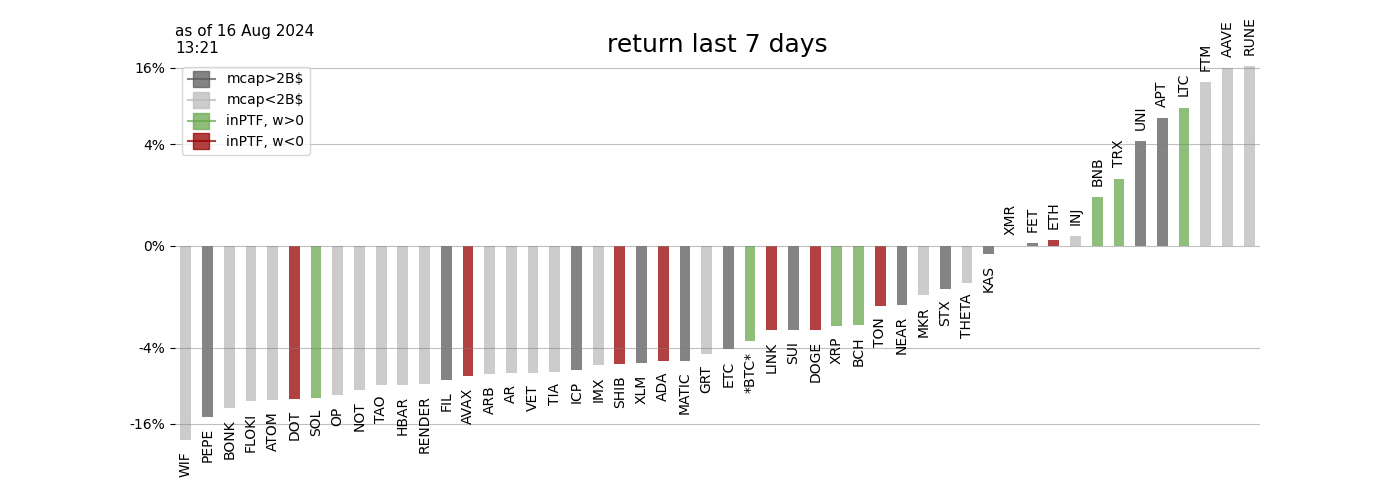 as of 16 Aug 2024
13:21
return last 7 days
mcap>2B$
mcap<2B$
inPTF, w>0
inPTF, w<0
16%
4%
0%
-4%
-16%
WIF
PEPE
BONK
FLOKI
ATOM
DOT
SOL
OP
NOT
TAO
HBAR
RENDER
FIL
AVAX
ARB
AR
VET
TIA
ICP
IMX
SHIB
XLM
ADA
MATIC
GRT
ETC
*BTC*
LINK
SUI
DOGE
XRP
BCH
TON
NEAR
MKR
STX
THETA
KAS
XMR
FET
ETH
INJ
BNB
TRX
UNI
APT
LTC
FTM
AAVE
RUNE